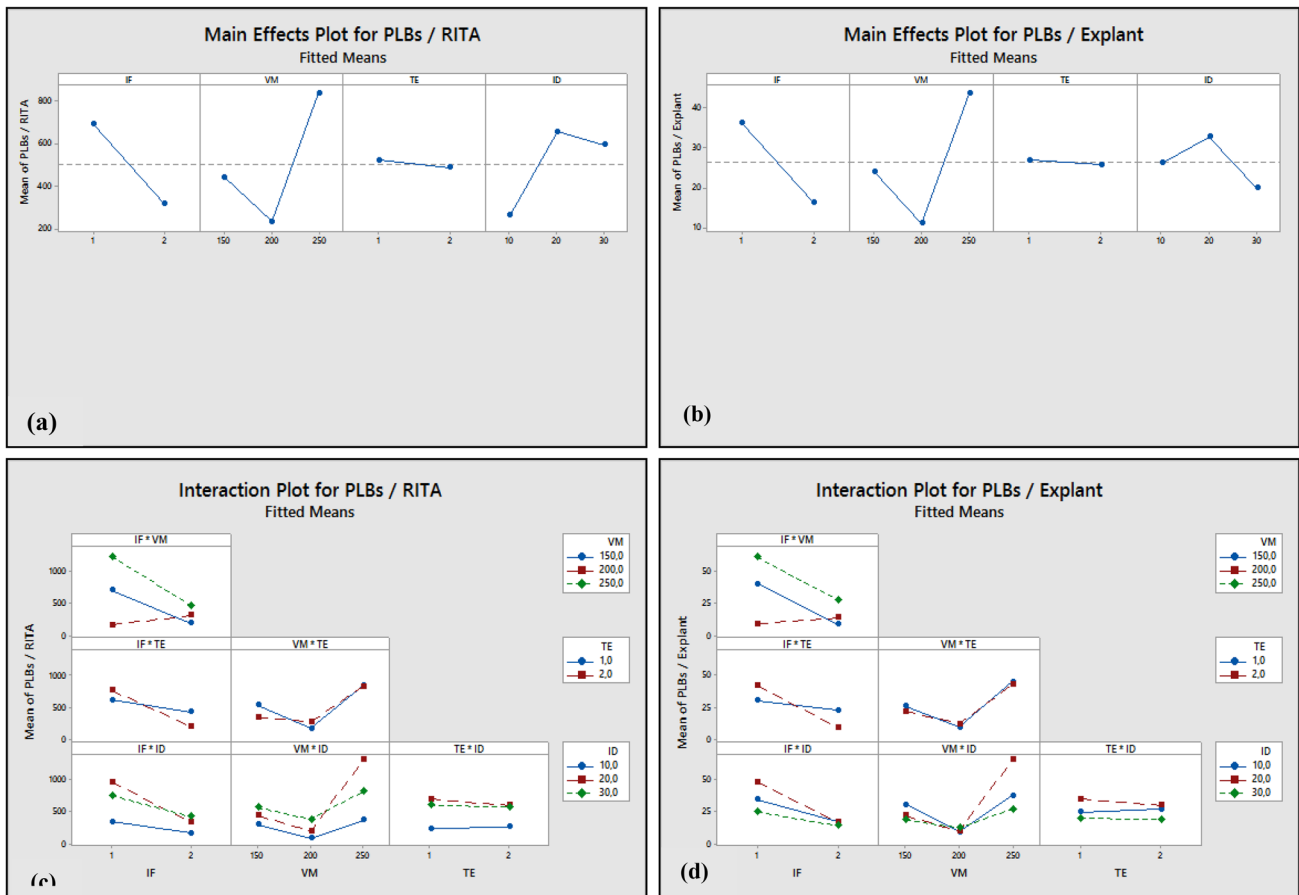 Main Effects Plot for PLBs / RITA
Fitted Means
IF VM TE ID
Mean of PLBs / RITA
800
600
400
200
1 2 150 200 250 1 2 10 20 30
(a)
Main Effects Plot for PLBs / Explant
Fitted Means
IF VM TE ID
Mean of PLBs / Explant
40
30
20
10
1 2 150 200 250 1 2 10 20 30
(b)
Interaction Plot for PLBs / RITA
Fitted Means
Mean of PLBs / RITA
IF * VM
1000
500
0
VM
150,0
200,0
250,0
IF * TE VM * TE
1000
500
0
TE
1,0
2,0
IF * ID VM * ID TE * ID
1000
500
0
ID
10,0
20,0
30,0
1 2 150 200 250 1 2
IF VM TE
(c)
Interaction Plot for PLBs / Explant
Fitted Means
Mean of PLBs / Explant
IF * VM
50
25
0
VM
150,0
200,0
250,0
IF * TE VM * TE
50
25
0
TE
1,0
2,0
IF * ID VM * ID TE * ID
50
25
0
ID
10,0
20,0
30,0
1 2 150 200 250 1 2
IF VM TE
(d)